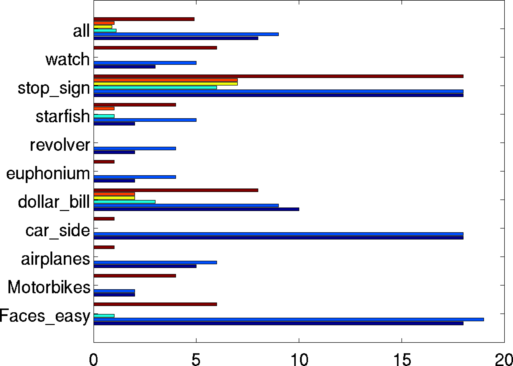 all
watch
stop_sign
starfish
revolver
euphonium
dollar_bill
car_side
airplanes
Motorbikes
Faces_easy
0 5 10 15 20